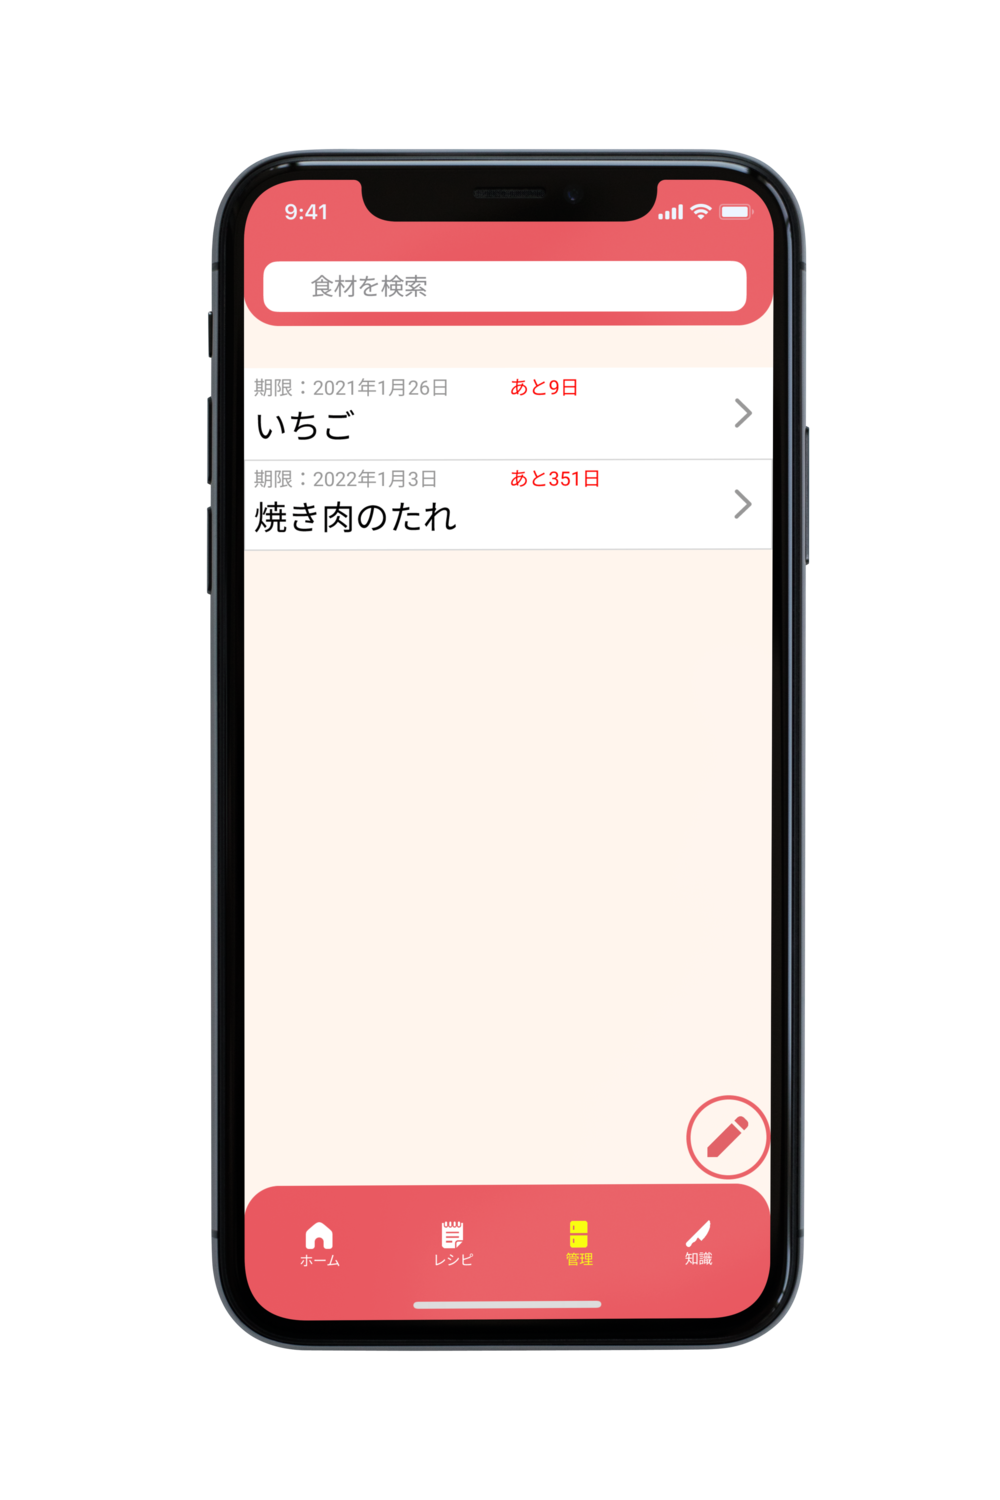 9:41
食材を検索
期限：2021年1月26日 あと9日
いちご
期限：2022年1月3日 あと351日
焼き肉のたれ
ホーム レシピ 管理 知識